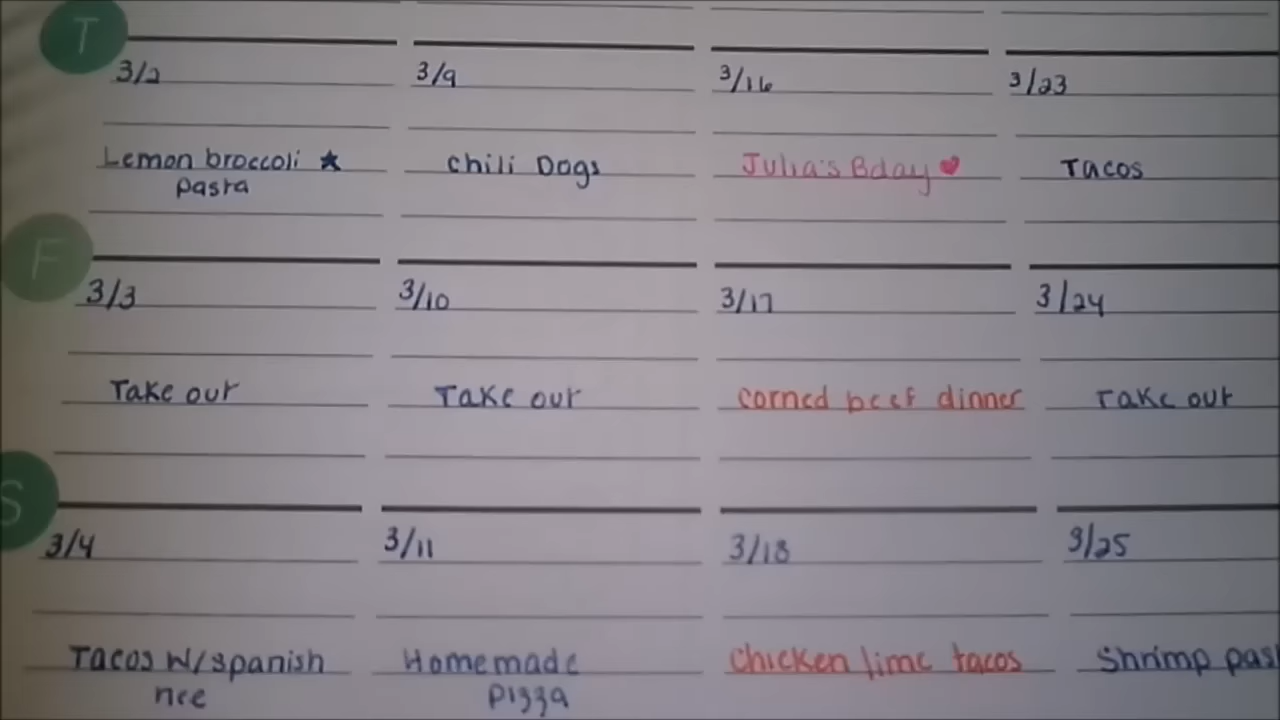 T
3/2
3/9
3/16
3/23
Lemon broccoli ★
pasta
Chili Dogs
Julia's Bday ♥
Tacos
F
3/3
3/10
3/17
3/24
Take out
Take out
corned beef dinner
Take out
S
3/4
3/11
3/18
3/25
Tacos w/spanish
rice
Homemade
pizza
Chicken lime tacos
Shrimp pas